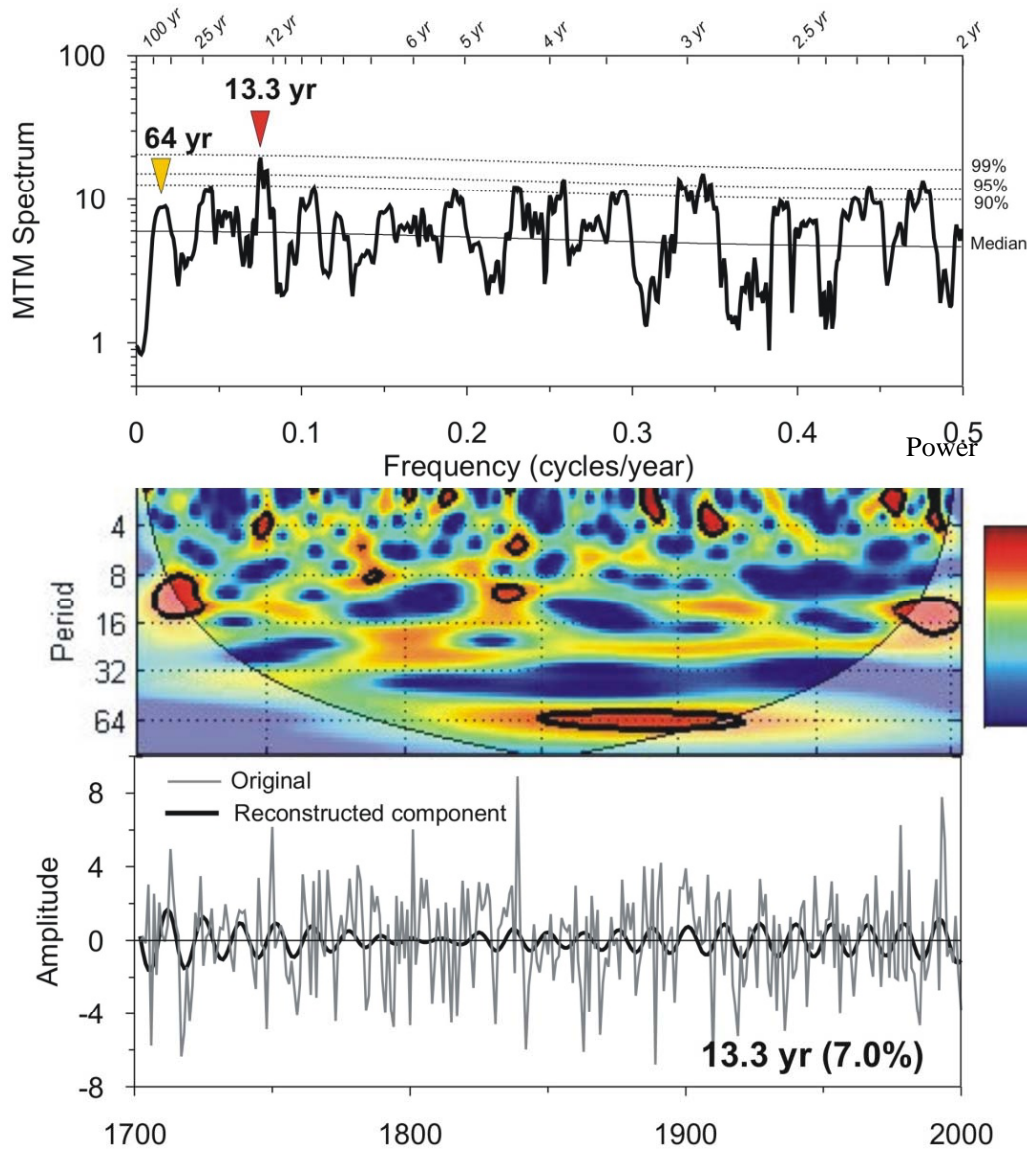 100 yr 25 yr 12 yr 6 yr 5 yr 4 yr 3 yr 2.5 yr 2 yr
100
13.3 yr
64 yr
99%
95%
10
90%
MTM Spectrum
Median
1
0 0.1 0.2 0.3 0.4 0.5
Power
Frequency (cycles/year)
4
8
Period
16
32
64
Original
8
Reconstructed component
4
Amplitude
0
-4
13.3 yr (7.0%)
-8
1700 1800 1900 2000